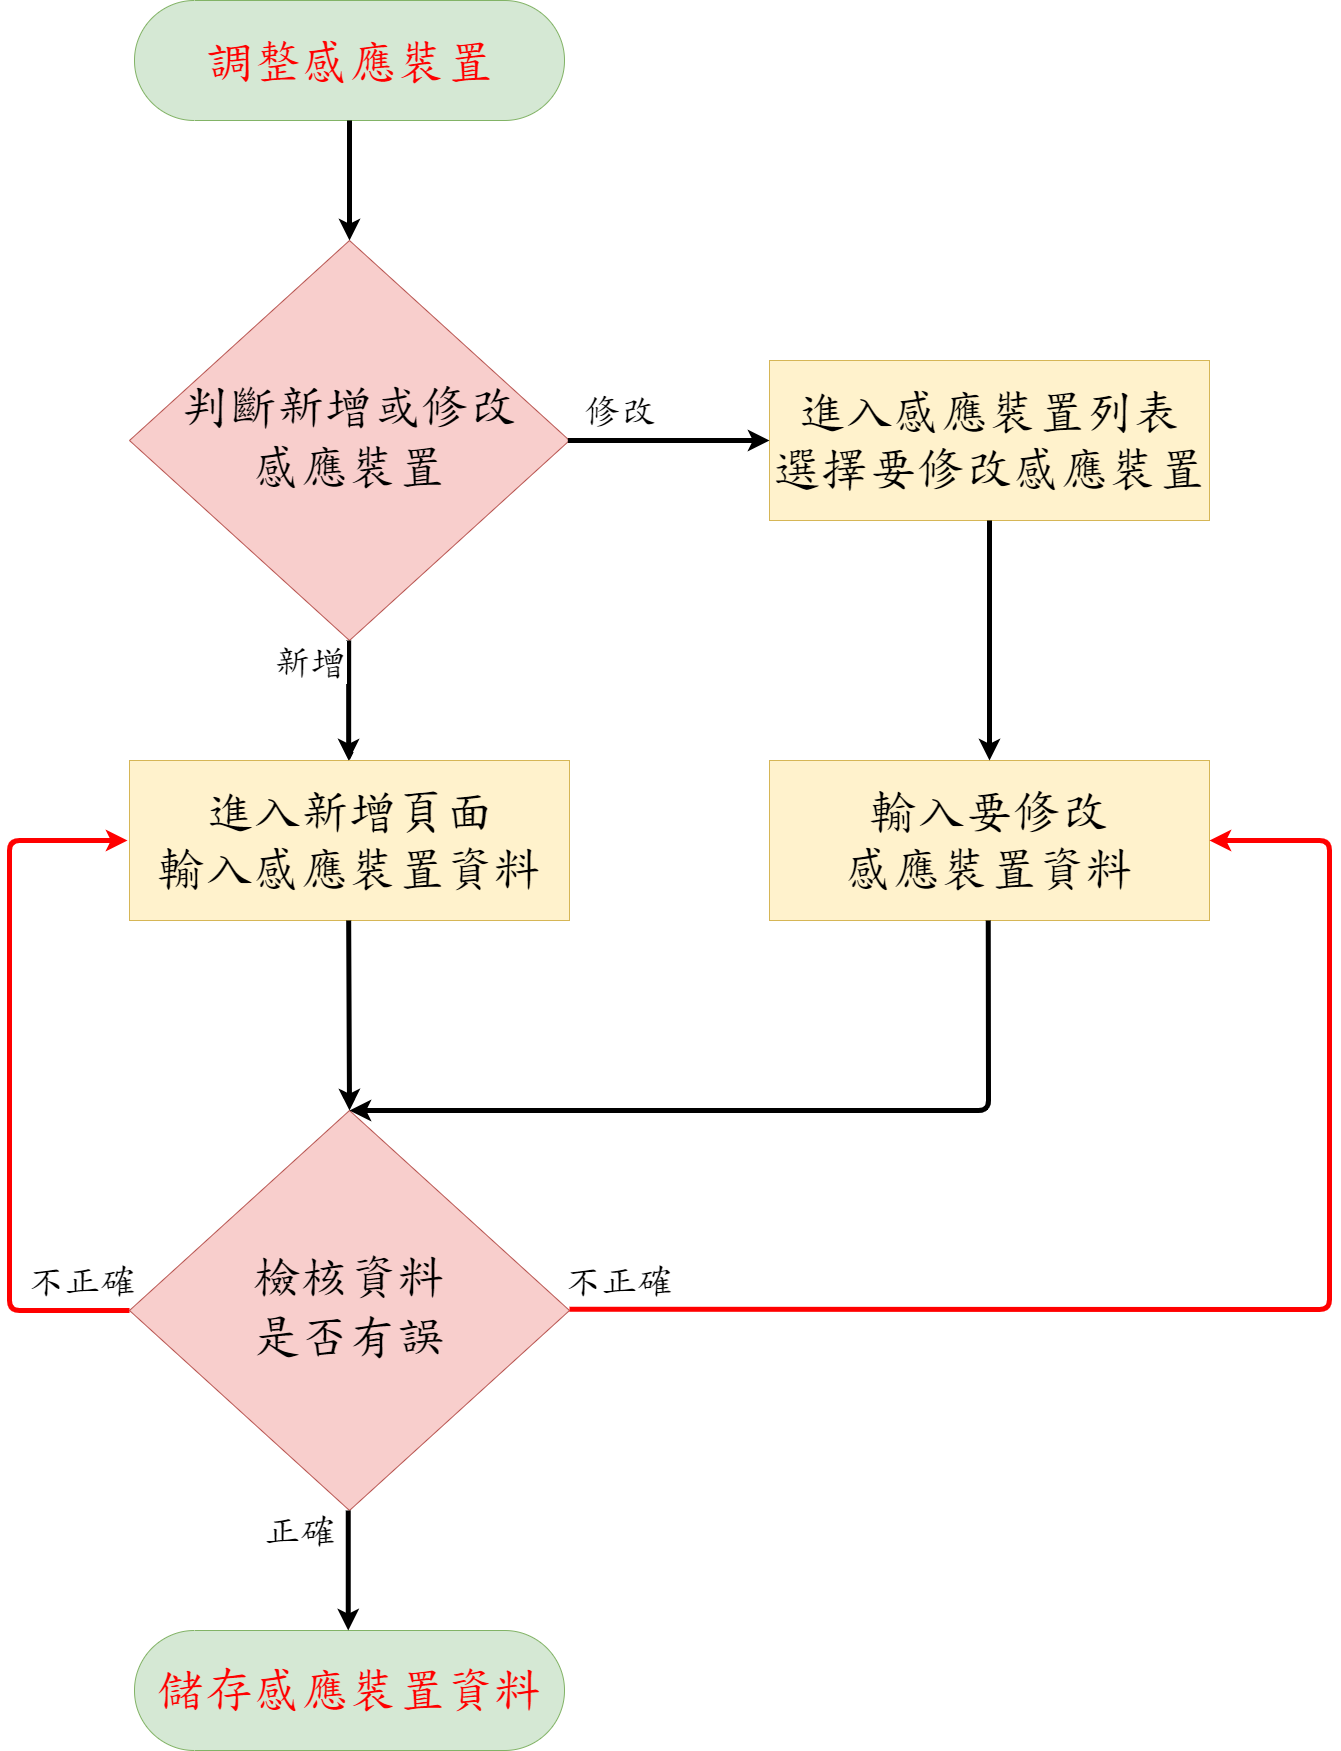 調整感應裝置
判斷新增或修改
感應裝置
修改
進入感應裝置列表
選擇要修改感應裝置
新增
進入新增頁面
輸入感應裝置資料
輸入要修改
感應裝置資料
不正確
檢核資料
是否有誤
不正確
正確
儲存感應裝置資料